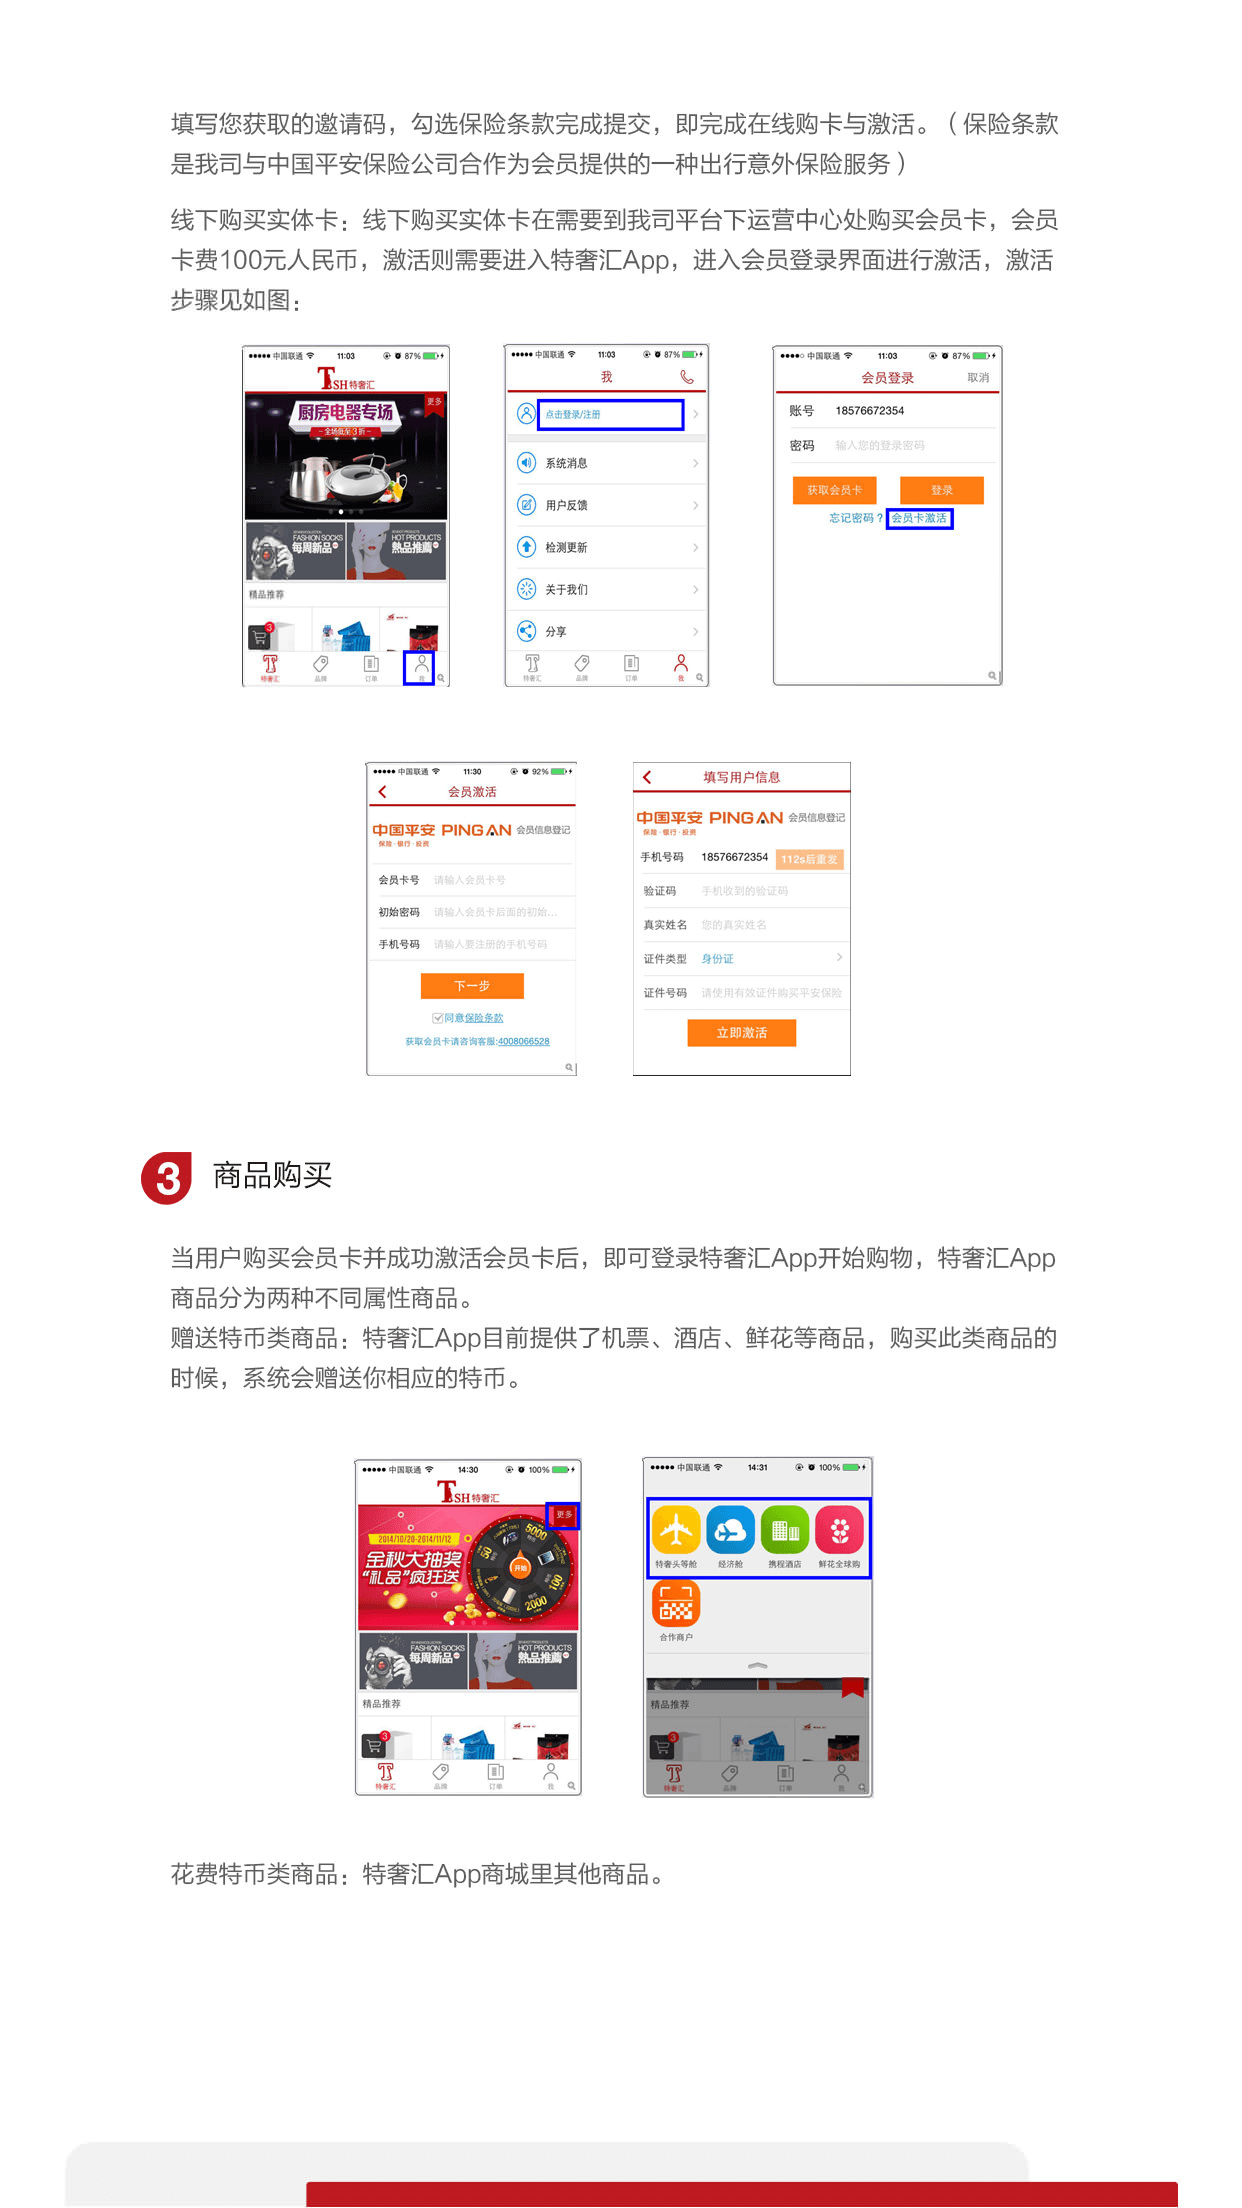 填写您获取的邀请码，勾选保险条款完成提交，即完成在线购卡与激活。（保险条款
是我司与中国平安保险公司合作为会员提供的一种出行意外保险服务）
线下购买实体卡：线下购买实体卡在需要到我司平台下运营中心处购买会员卡，会员
卡费100元人民币，激活则需要进入特奢汇App，进入会员登录界面进行激活，激活
步骤见如图：
中国联通 11:03 87%
TSH特奢汇
更多
厨房电器专场
全场低至3折
FASHION SOCKS
每周新品
HOT PRODUCTS
熱品推薦
精品推荐
3
特奢汇 品牌 订单 我
中国联通 11:03 87%
我
点击登录/注册
系统消息
用户反馈
检测更新
关于我们
分享
特奢汇 品牌 订单 我
中国联通 11:03 87%
会员登录 取消
账号 18576672354
密码 输入您的登录密码
获取会员卡 登录
忘记密码？ 会员卡激活
中国联通 11:30 92%
会员激活
中国平安 PING AN 会员信息登记
保险·银行·投资
会员卡号 请输入会员卡号
初始密码 请输入会员卡后面的初始...
手机号码 请输入要注册的手机号码
下一步
同意保险条款
获取会员卡请咨询客服:4008066528
填写用户信息
中国平安 PING AN 会员信息登记
保险·银行·投资
手机号码 18576672354 112s后重发
验证码 手机收到的验证码
真实姓名 您的真实姓名
证件类型 身份证
证件号码 请使用有效证件购买平安保险
立即激活
3 商品购买
当用户购买会员卡并成功激活会员卡后，即可登录特奢汇App开始购物，特奢汇App
商品分为两种不同属性商品。
赠送特币类商品：特奢汇App目前提供了机票、酒店、鲜花等商品，购买此类商品的
时候，系统会赠送你相应的特币。
中国联通 14:30 100%
TSH特奢汇
更多
2014/10/28-2014/11/12
金秋大抽奖
“礼品”疯狂送
开始
5000
50
100
2000
FASHION SOCKS
每周新品
HOT PRODUCTS
熱品推薦
精品推荐
3
特奢汇 品牌 订单 我
中国联通 14:31 100%
特奢头等舱 经济舱 携程酒店 鲜花全球购
合作商户
精品推荐
3
特奢汇 品牌 订单 我
花费特币类商品：特奢汇App商城里其他商品。